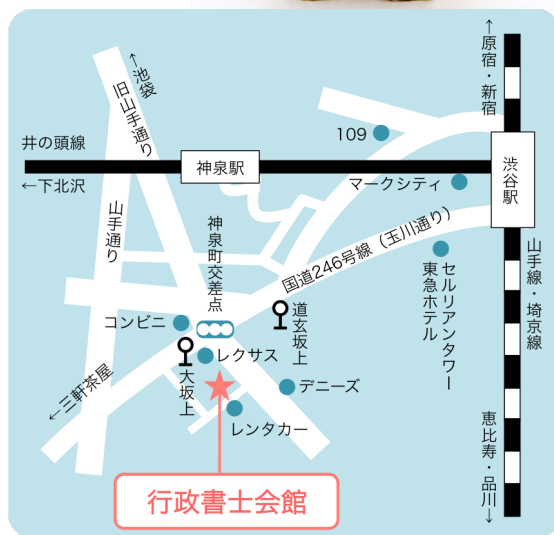 ←原宿・新宿
←池袋
旧山手通り
109
井の頭線
神泉駅
渋谷駅
←下北沢
マークシティ
山手通り
神泉町交差点
国道246号線（玉川通り）
山手線・埼京線
セルリアンタワー
東急ホテル
道玄坂上
コンビニ
レクサス
大坂上
デニーズ
←三軒茶屋
レンタカー
恵比寿・品川→
行政書士会館